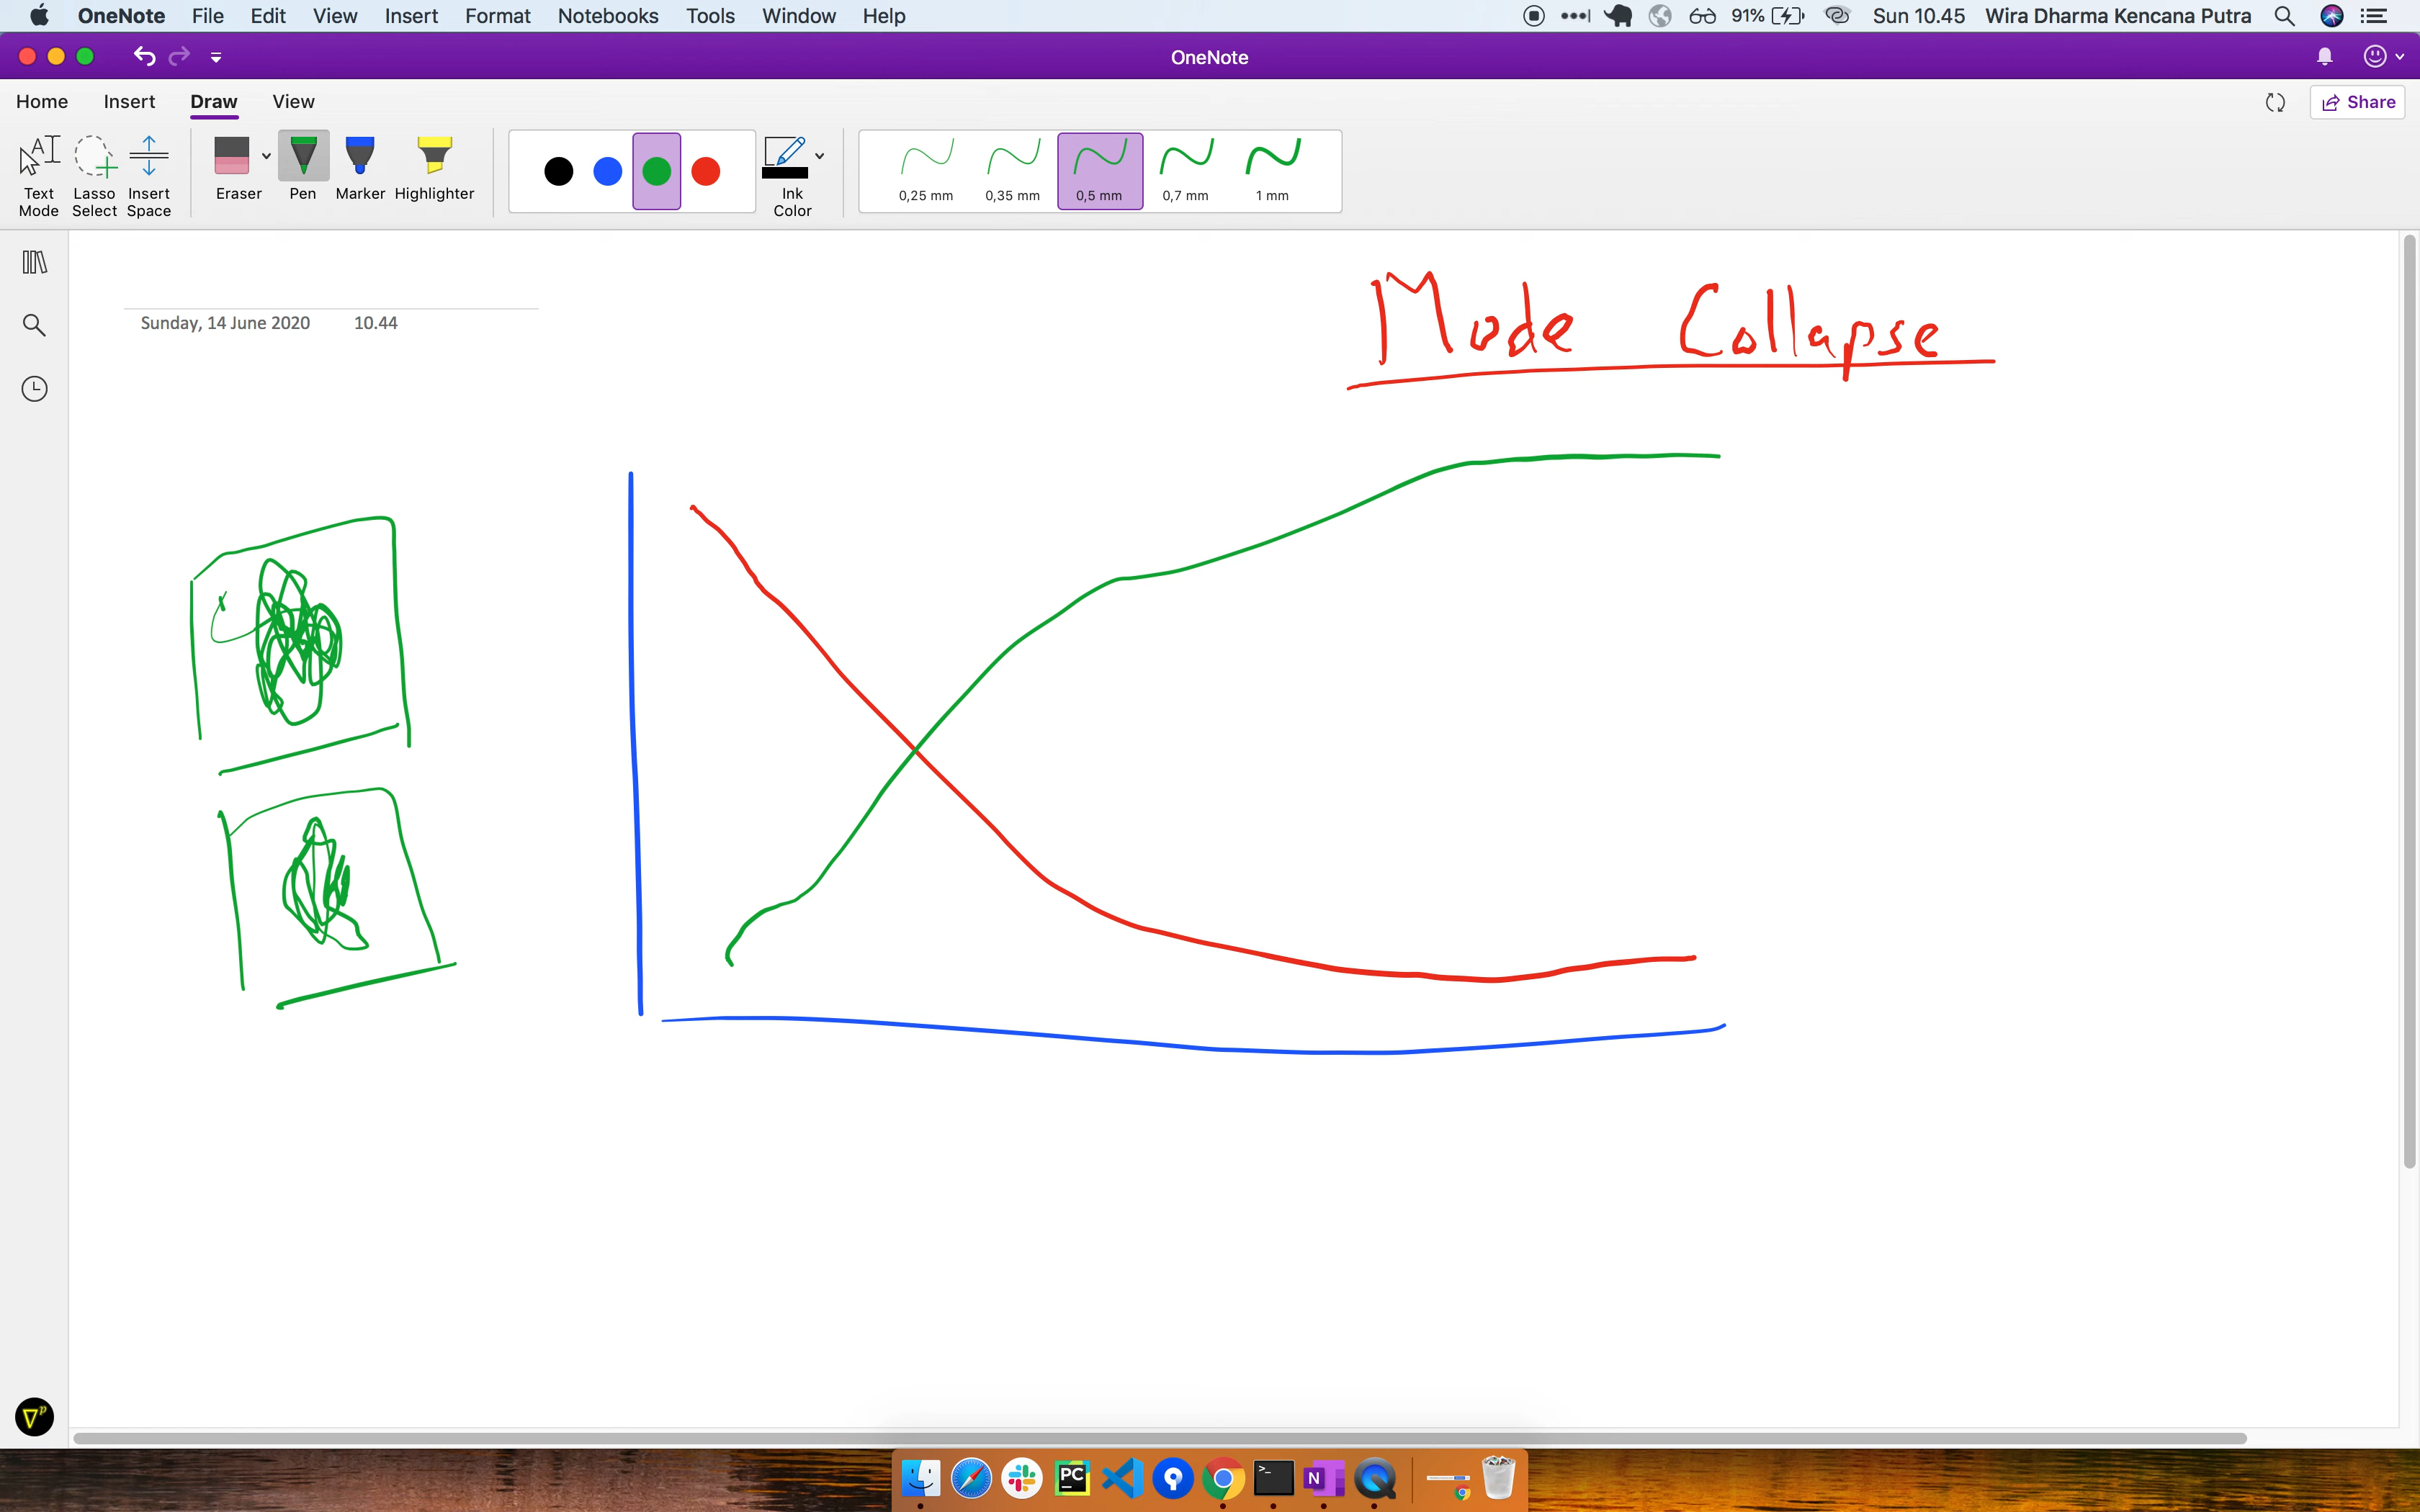 OneNote File Edit View Insert Format Notebooks Tools Window Help 91% Sun 10.45 Wira Dharma Kencana Putra
OneNote
Home Insert Draw View Share
Text Mode
Lasso Select
Insert Space
Eraser
Pen
Marker
Highlighter
Ink Color
0,25 mm
0,35 mm
0,5 mm
0,7 mm
1 mm
Mode Collapse
Sunday, 14 June 2020 10.44
∇p
PC
N